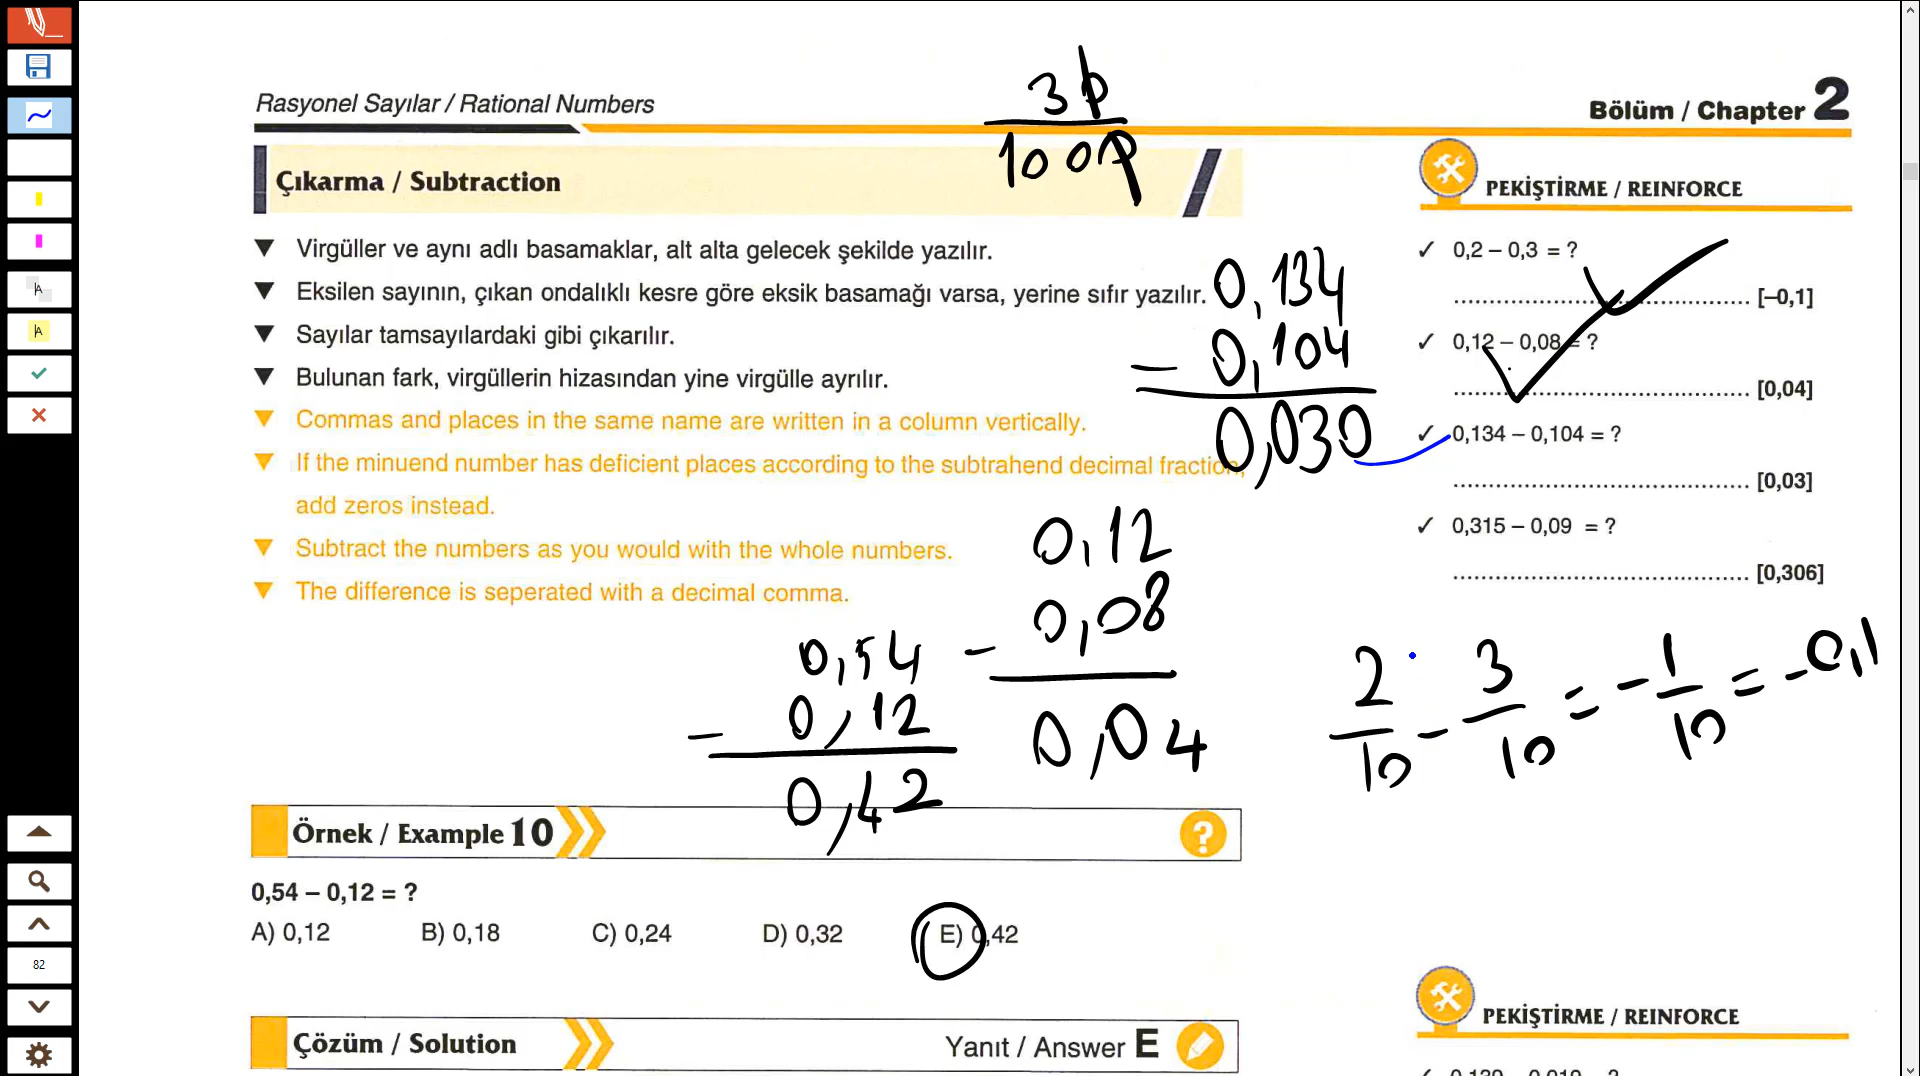 Rasyonel Sayılar / Rational Numbers
Bölüm / Chapter 2
30
1000
Çıkarma / Subtraction
▼ Virgüller ve aynı adlı basamaklar, alt alta gelecek şekilde yazılır.
▼ Eksilen sayının, çıkan ondalıklı kesre göre eksik basamağı varsa, yerine sıfır yazılır.
▼ Sayılar tamsayılardaki gibi çıkarılır.
▼ Bulunan fark, virgüllerin hizasından yine virgülle ayrılır.
▼ Commas and places in the same name are written in a column vertically.
▼ If the minuend number has deficient places according to the subtrahend decimal fraction,
add zeros instead.
▼ Subtract the numbers as you would with the whole numbers.
▼ The difference is seperated with a decimal comma.
0,134
- 0,104
0,030
0,12
- 0,08
0,04
0,54
- 0,12
0,42
PEKİŞTİRME / REINFORCE
✓ 0,2 – 0,3 = ?
[–0,1]
✓ 0,12 – 0,08 = ?
[0,04]
✓ 0,134 – 0,104 = ?
[0,03]
✓ 0,315 – 0,09 = ?
[0,306]
2/10 - 3/10 = -1/10 = -0,1
Örnek / Example 10
?
0,54 – 0,12 = ?
A) 0,12 B) 0,18 C) 0,24 D) 0,32 E) 0,42
Çözüm / Solution
Yanıt / Answer E
PEKİŞTİRME / REINFORCE
A
A
82